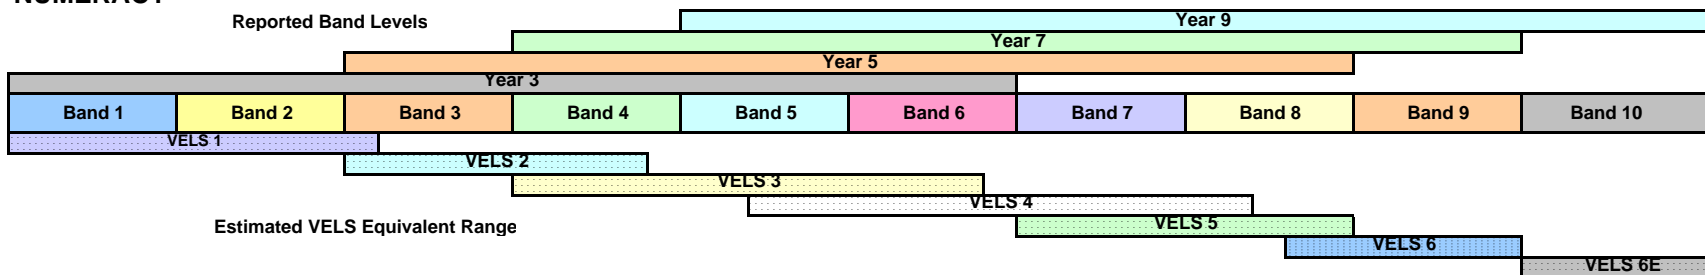 NUMERACY
Reported Band Levels
Year 9
Year 7
Year 5
Year 3
Band 1 Band 2 Band 3 Band 4 Band 5 Band 6 Band 7 Band 8 Band 9 Band 10
VELS 1
VELS 2
VELS 3
VELS 4
Estimated VELS Equivalent Range
VELS 5
VELS 6
VELS 6E